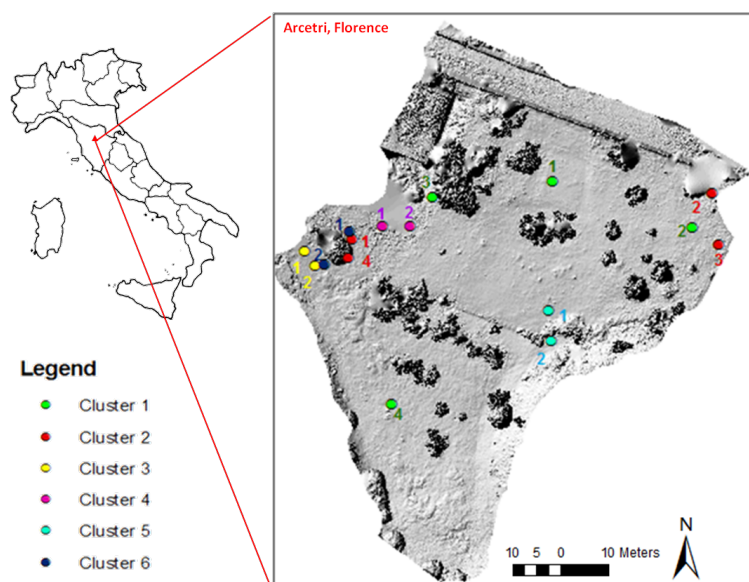 Arcetri, Florence
1
3
2
1
2
1
2
1
3
1
2
4
2
1
2
4
Legend
Cluster 1
Cluster 2
Cluster 3
Cluster 4
Cluster 5
Cluster 6
N
10 5 0 10 Meters